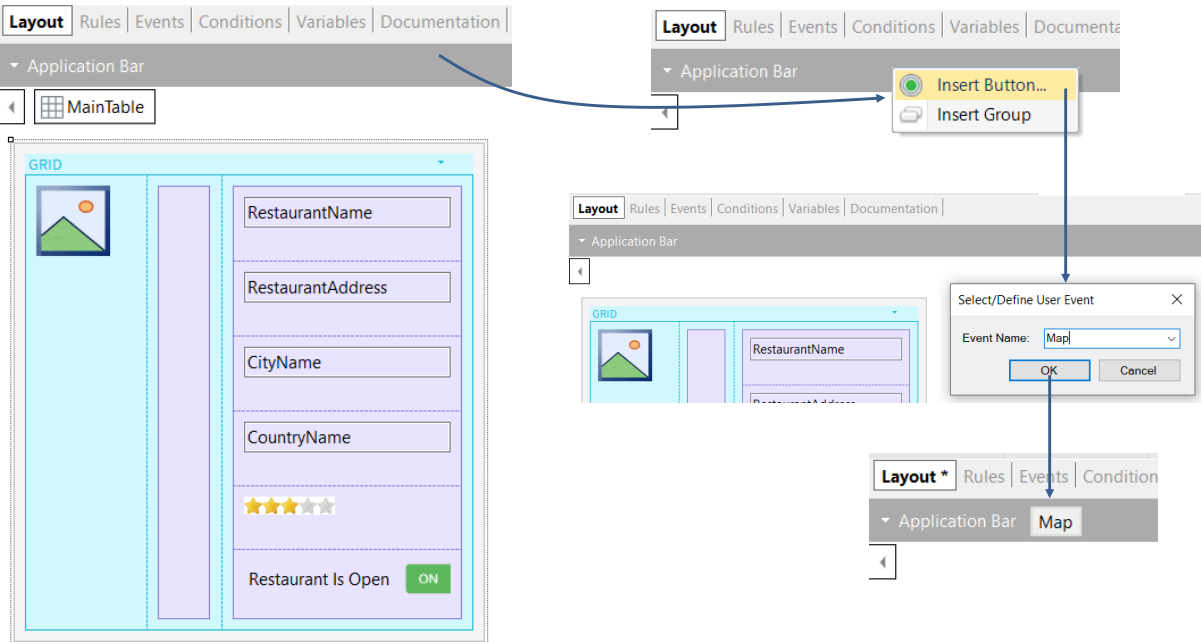 Layout Rules Events Conditions Variables Documentation
Application Bar
MainTable
GRID
RestaurantName
RestaurantAddress
CityName
CountryName
Restaurant Is Open ON
Layout Rules Events Conditions Variables Documenta
Application Bar
Insert Button...
Insert Group
Layout Rules Events Conditions Variables Documentation
Application Bar
GRID
RestaurantName
RestaurantAddress
Select/Define User Event
Event Name: Map
OK Cancel
Layout * Rules Events Condition
Application Bar Map